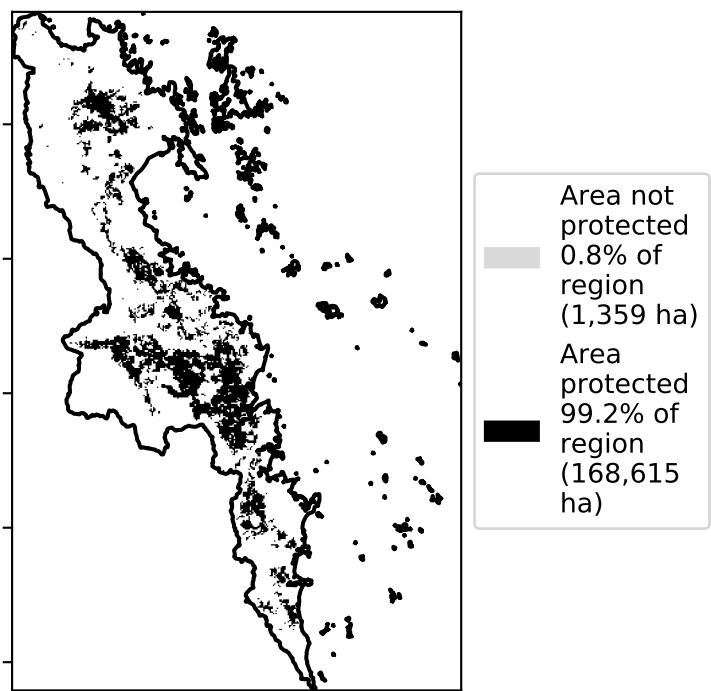 Area not
protected
0.8% of
region
(1,359 ha)
Area
protected
99.2% of
region
(168,615
ha)